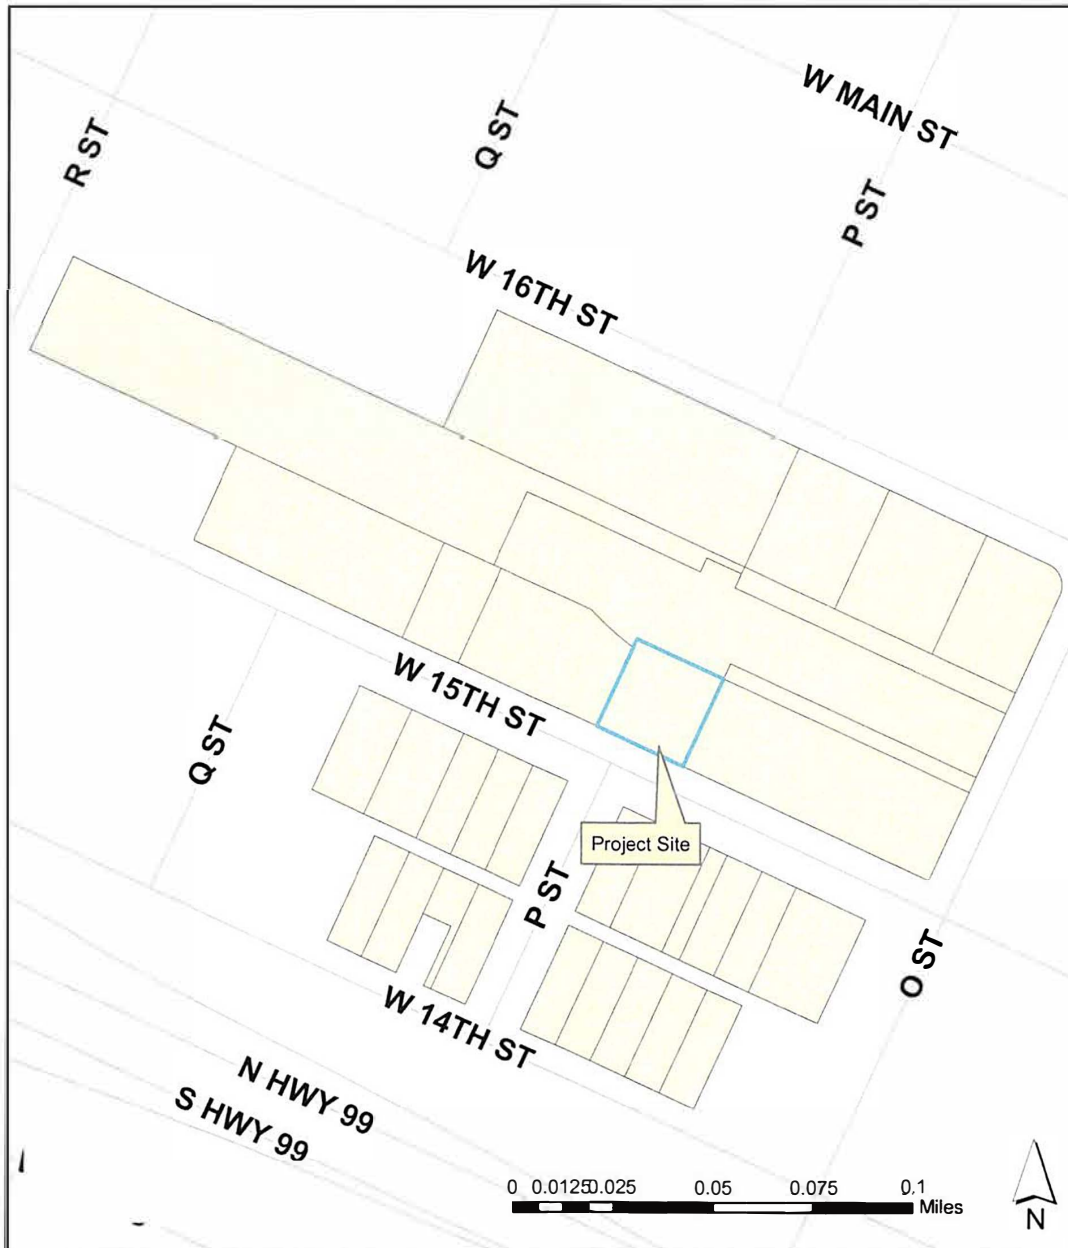 W MAIN ST
R ST
Q ST
P ST
W 16TH ST
W 15TH ST
Q ST
Project Site
P ST
O ST
W 14TH ST
N HWY 99
S HWY 99
0 0.0125 0.025 0.05 0.075 0.1
Miles
N